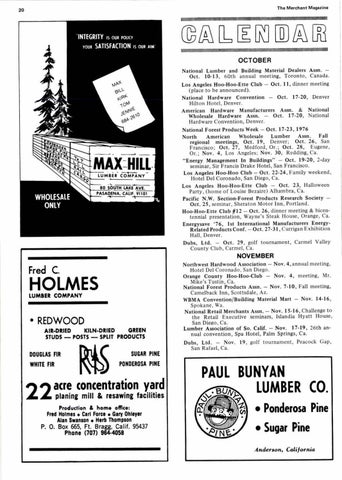 20
The Merchant Magazine
'INTEGRITY IS OUR POLICY
YOUR SATISFACTION IS OUR AIM'
MAX
BILL
KIRK
TOM
JENNIE
MAX HILL
LUMBER COMPANY
80 SOUTH LAKE AVE.
PASADENA, CALIF. 91101
WHOLESALE
ONLY
Fred C.
HOLMES
LUMBER COMPANY
• REDWOOD
AIR-DRIED KILN-DRIED GREEN
STUDS — POSTS — SPLIT PRODUCTS
DOUGLAS FIR
WHITE FIR
SUGAR PINE
PONDEROSA PINE
22 acre concentration yard
planing mill & resawing facilities
Production & home office:
Fred Holmes • Carl Force • Gary Ohleyer
Alan Swanson • Herb Thompson
P. O. Box 665, Ft. Bragg, Calif. 95437
Phone (707) 964-4058
CALENDAR
OCTOBER
National Lumber and Building Material Dealers Assn. —
Oct. 10-13, 60th annual meeting, Toronto, Canada.
Los Angeles Hoo-Hoo-Ette Club — Oct. 11, dinner meeting
(place to be announced).
National Hardware Convention — Oct. 17-20, Denver
Hilton Hotel, Denver.
American Hardware Manufacturers Assn. & National
Wholesale Hardware Assn. — Oct. 17-20, National
Hardware Convention, Denver.
National Forest Products Week — Oct. 17-23, 1976
North American Wholesale Lumber Assn. Fall
regional meetings, Oct. 19, Denver; Oct. 26, San
Francisco; Oct. 27, Medford, Or.; Oct. 28, Eugene,
Or.; Nov. 4, Los Angeles; Nov. 30, Redding, Ca.
"Energy Management In Buildings" — Oct. 19-20, 2-day
seminar, Sir Francis Drake Hotel, San Francisco.
Los Angeles Hoo-Hoo Club — Oct. 22-24, Family weekend,
Hotel Del Coronado, San Diego, Ca.
Los Angeles Hoo-Hoo-Ette Club — Oct. 23, Halloween
Party, (home of Louise Beraire) Alhambra, Ca.
Pacific N.W. Section-Forest Products Research Society —
Oct. 25, seminar, Sheraton Motor Inn, Portland.
Hoo-Hoo-Ette Club #12 — Oct. 26, dinner meeting & bicen-
tennial presentation, Wayne's Steak House, Orange, Ca.
Energysavs '76, 1st International Measurements Energy-
Related Products Conf. — Oct. 27-31, Currigan Exhibition
Hall, Denver.
Dubs, Ltd. — Oct. 29, golf tournament, Carmel Valley
County Club, Carmel, Ca.
NOVEMBER
Northwest Hardwood Association — Nov. 4, annual meeting,
Hotel Del Coronado, San Diego.
Orange County Hoo-Hoo Club — Nov. 4, meeting, Mr.
Mike's Tustin, Ca.
National Forest Products Assn. — Nov. 7-10, Fall meeting,
Camelback Inn, Scottsdale, Az.
WBMA Convention/Building Material Mart — Nov. 14-16,
Spokane, Wa.
National Retail Merchants Assn. — Nov. 15-16, Challenge to
the Retail Executive seminars, Islandia Hyatt House,
San Diego, Ca.
Lumber Association of So. Calif. — Nov. 17-19, 26th an-
nual convention, Spa Hotel, Palm Springs, Ca.
Dubs, Ltd. — Nov. 19, golf tournament, Peacock Gap,
San Rafael, Ca.
PAUL BUNYAN
LUMBER CO.
PAUL BUNYAN'S
PINE
• Ponderosa Pine
• Sugar Pine
Anderson, California